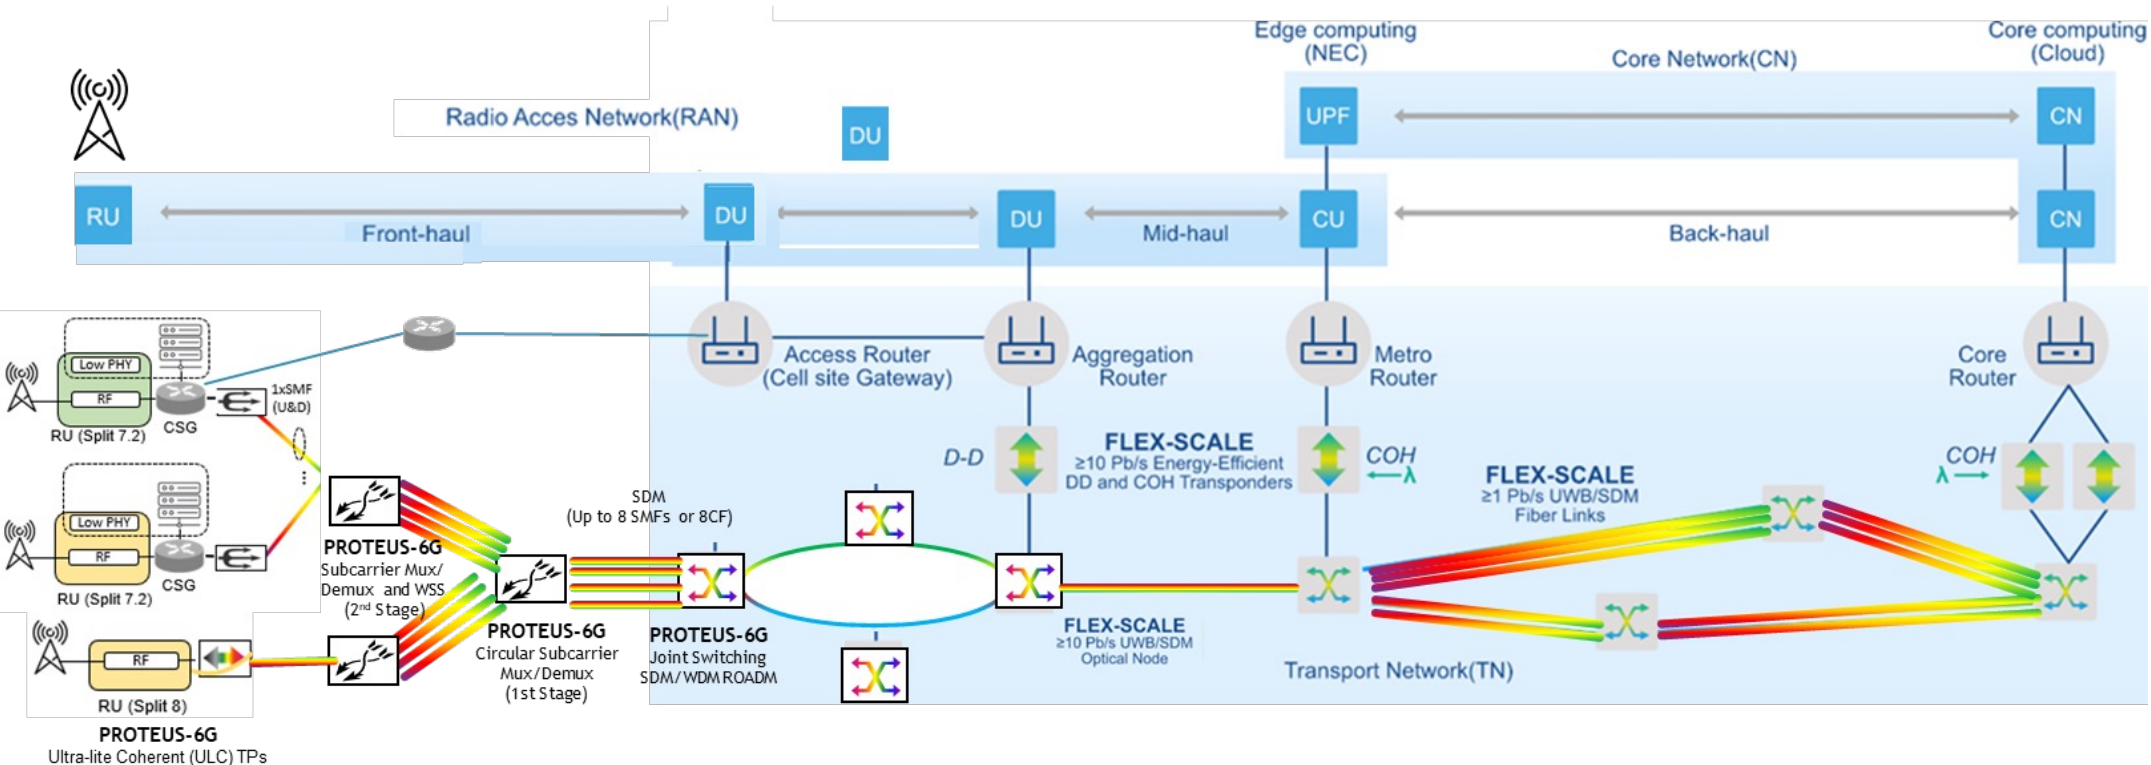 Edge computing
(NEC)
Core Network(CN)
Core computing
(Cloud)
Radio Acces Network(RAN)
DU
UPF
CN
RU
Front-haul
DU
DU
Mid-haul
CU
Back-haul
CN
Low PHY
RF
RU (Split 7.2)
CSG
1xSMF
(U&D)
Access Router
(Cell site Gateway)
Aggregation
Router
Metro
Router
Core
Router
D-D
FLEX-SCALE
≥10 Pb/s Energy-Efficient
DD and COH Transponders
COH
λ
FLEX-SCALE
≥1 Pb/s UWB/SDM
Fiber Links
COH
λ
Low PHY
RF
RU (Split 7.2)
CSG
PROTEUS-6G
Subcarrier Mux/
Demux and WSS
(2nd Stage)
SDM
(Up to 8 SMFs or 8CF)
RF
RU (Split 8)
PROTEUS-6G
Ultra-lite Coherent (ULC) TPs
PROTEUS-6G
Circular Subcarrier
Mux/Demux
(1st Stage)
PROTEUS-6G
Joint Switching
SDM/WDM ROADM
FLEX-SCALE
≥10 Pb/s UWB/SDM
Optical Node
Transport Network(TN)